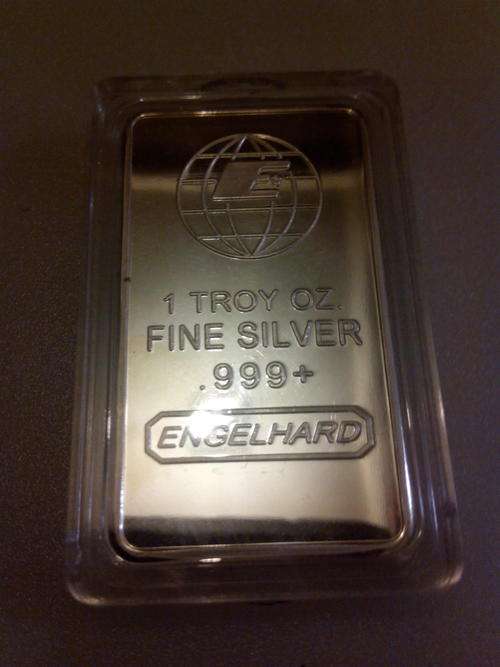 E
1 TROY OZ.
FINE SILVER
.999+
ENGELHARD